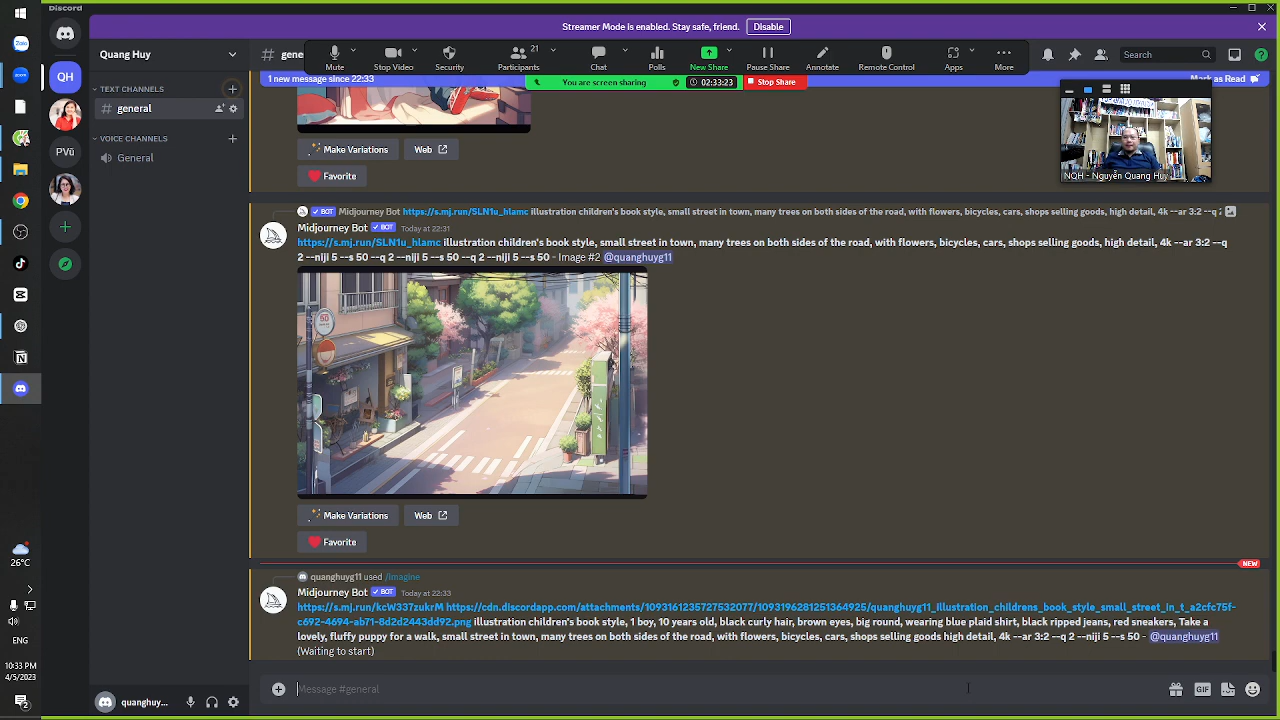 Discord
Streamer Mode is enabled. Stay safe, friend.
Disable
Quang Huy
# gene
Mute
Stop Video
Security
21
Participants
Chat
Polls
New Share
Pause Share
Annotate
Remote Control
Apps
More
Search
1 new message since 22:33
Mark as Read
You are screen sharing
02:33:23
Stop Share
TEXT CHANNELS
general
VOICE CHANNELS
General
QH
PVü
NQH - Nguyễn Quang Huy
Make Variations
Web
Favorite
BOT Midjourney Bot https://s.mj.run/SLN1u_hlamc illustration children's book style, small street in town, many trees on both sides of the road, with flowers, bicycles, cars, shops selling goods, high detail, 4k --ar 3:2 --q 2
Midjourney Bot BOT Today at 22:31
https://s.mj.run/SLN1u_hlamc illustration children's book style, small street in town, many trees on both sides of the road, with flowers, bicycles, cars, shops selling goods, high detail, 4k --ar 3:2 --q
2 --niji 5 --s 50 --q 2 --niji 5 --s 50 --q 2 --niji 5 --s 50 - Image #2 @quanghuyg11
Make Variations
Web
Favorite
NEW
quanghuyg11 used /imagine
Midjourney Bot BOT Today at 22:33
https://s.mj.run/kcW337zukrM https://cdn.discordapp.com/attachments/1093161235727532077/1093196281251364925/quanghuyg11_illustration_childrens_book_style_small_street_in_t_a2cfc75f-
c692-4694-ab71-8d2d2443dd92.png illustration children's book style, 1 boy, 10 years old, black curly hair, brown eyes, big round, wearing blue plaid shirt, black ripped jeans, red sneakers, Take a
lovely, fluffy puppy for a walk, small street in town, many trees on both sides of the road, with flowers, bicycles, cars, shops selling goods high detail, 4k --ar 3:2 --q 2 --niji 5 --s 50 - @quanghuyg11
(Waiting to start)
Message #general
GIF
quanghuy...
26°C
ENG
10:33 PM
4/5/2023
2